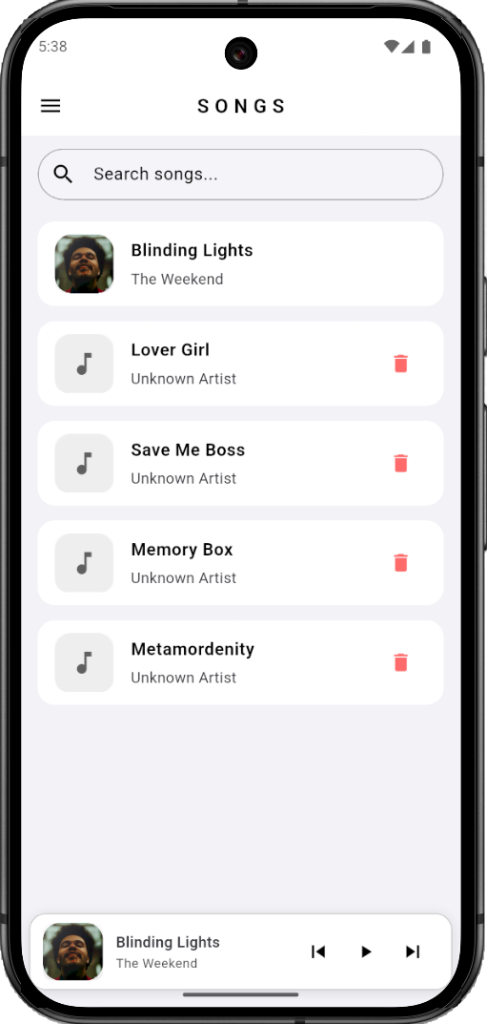 5:38
SONGS
Search songs...
Blinding Lights
The Weekend
Lover Girl
Unknown Artist
Save Me Boss
Unknown Artist
Memory Box
Unknown Artist
Metamordenity
Unknown Artist
Blinding Lights
The Weekend